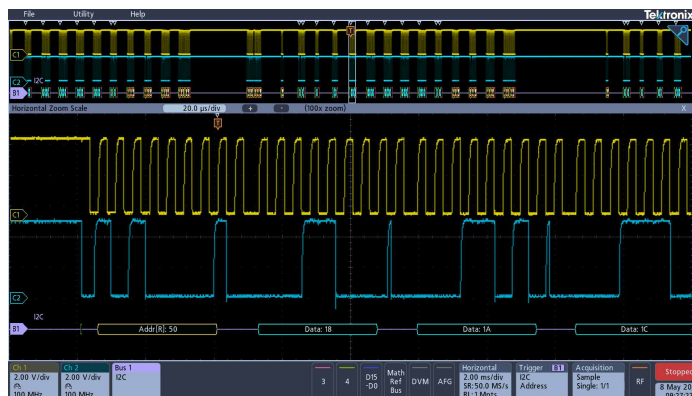 File Utility Help Tektronix
C1
C2 I2C
B1
Horizontal Zoom Scale 20.0 µs/div + - (100x zoom) X
T
C1
C2
I2C
B1 Addr[R]: 50 Data: 18 Data: 1A Data: 1C
Ch 1 Ch 2 Bus 1 Horizontal Trigger B1 Acquisition Stopped
2.00 V/div 2.00 V/div I2C 3 4 D15 -D0 Math Ref Bus DVM AFG 2.00 ms/div I2C Sample RF
SR: 50.0 MS/s Address Single: 1/1 8 May 20
100 MHz 100 MHz RL: 1 Mpts